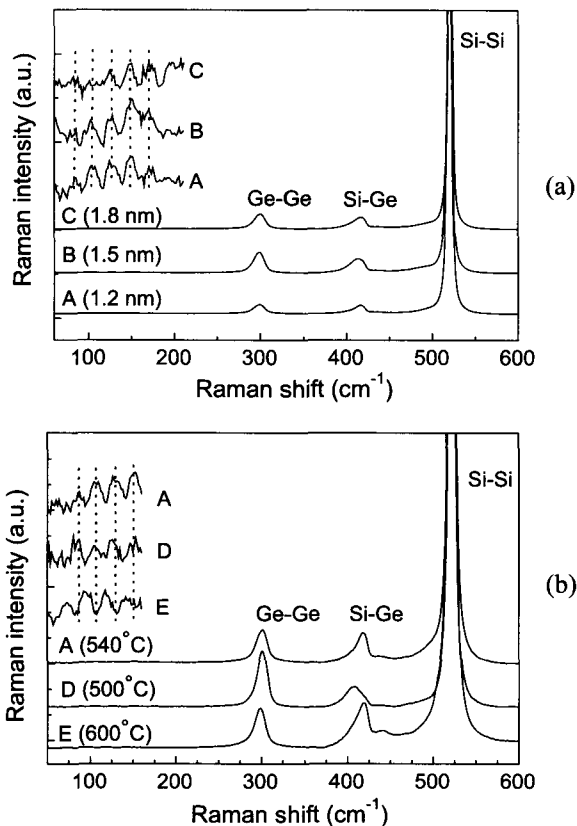 Raman intensity (a.u.)
Si-Si
C
B
A
Ge-Ge
Si-Ge
C (1.8 nm)
B (1.5 nm)
A (1.2 nm)
100
200
300
400
500
600
Raman shift (cm⁻¹)
(a)
Raman intensity (a.u.)
Si-Si
A
D
E
Ge-Ge
Si-Ge
A (540°C)
D (500°C)
E (600°C)
100
200
300
400
500
600
Raman shift (cm⁻¹)
(b)